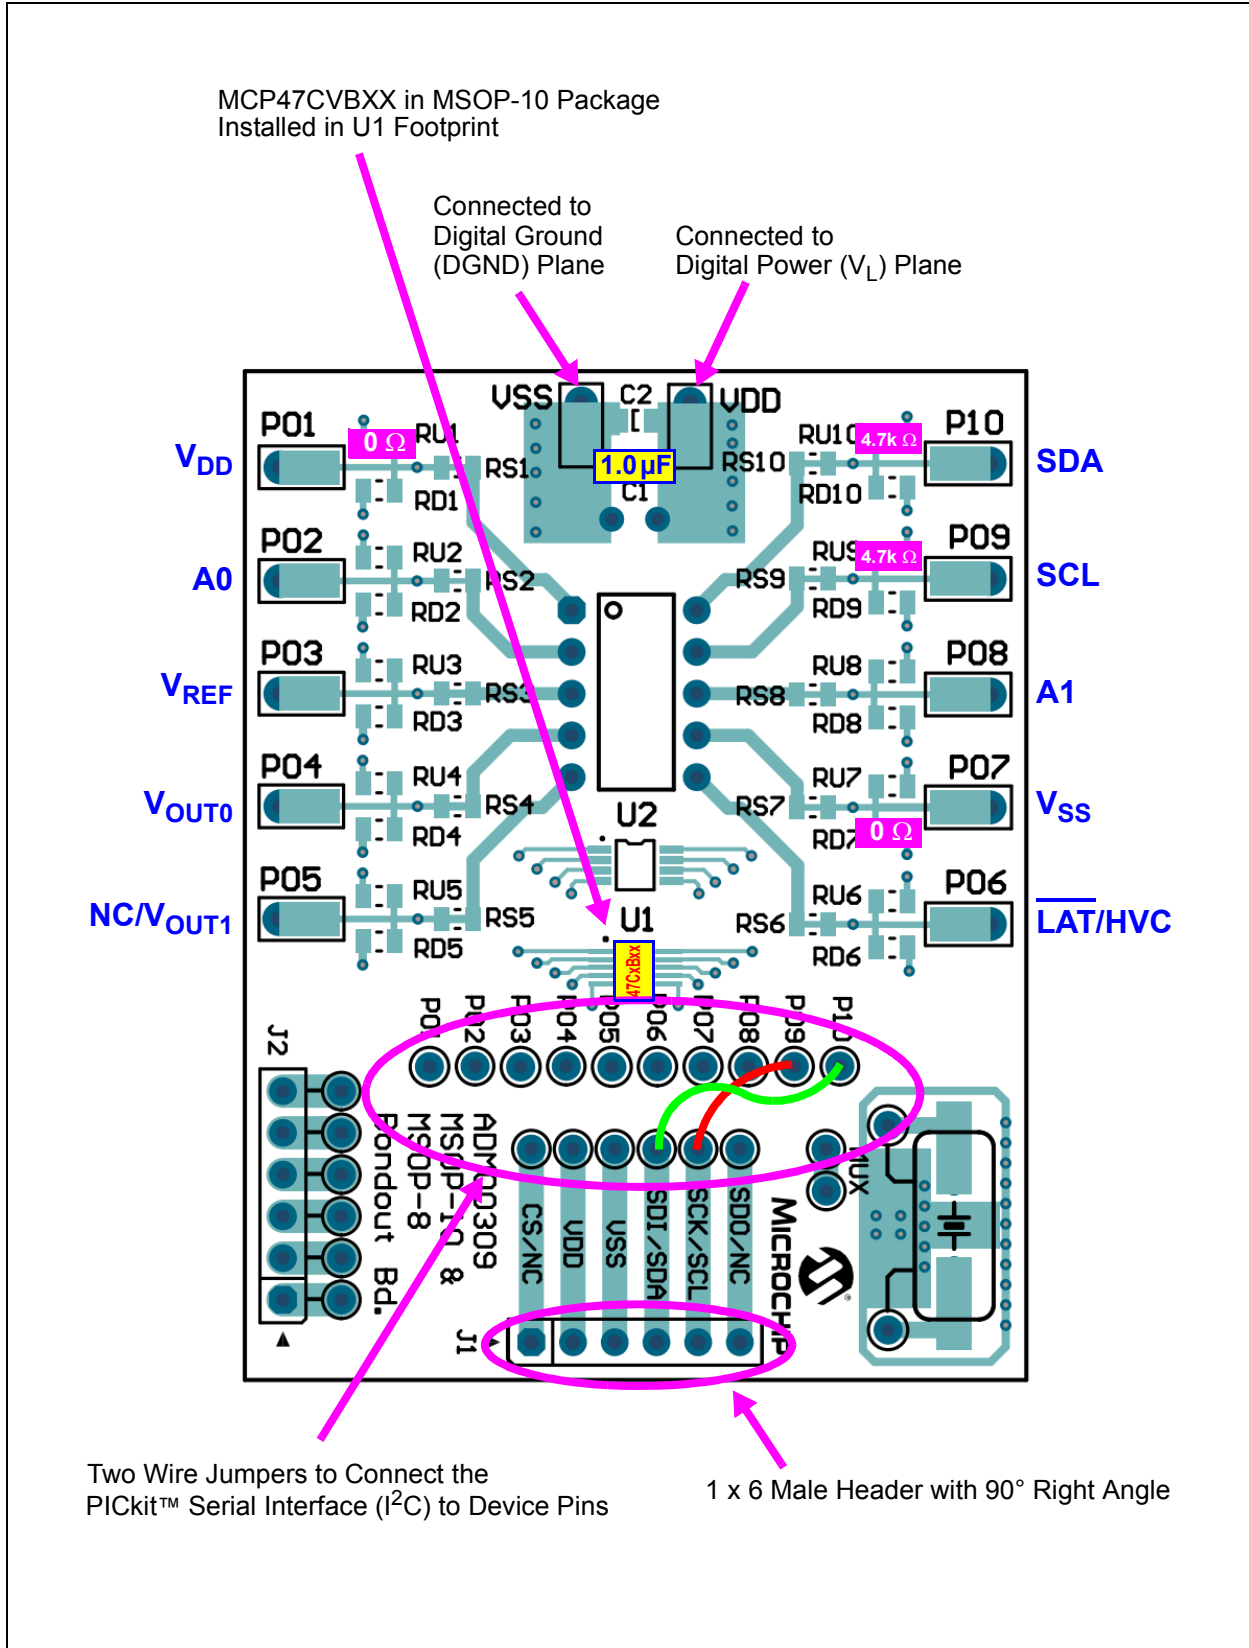 MCP47CVBXX in MSOP-10 Package
Installed in U1 Footprint
Connected to
Digital Ground
(DGND) Plane
Connected to
Digital Power (VL) Plane
VSS
C2
VDD
1.0 µF
C1
P01
VDD
0 Ω
RU1
RS1
RD1
P02
A0
RU2
RS2
RD2
P03
VREF
RU3
RS3
RD3
P04
VOUT0
RU4
RS4
RD4
P05
NC/VOUT1
RU5
RS5
RD5
RU10
4.7k Ω
P10
SDA
RS10
RD10
RU9
4.7k Ω
P09
SCL
RS9
RD9
RU8
P08
A1
RS8
RD8
RU7
P07
VSS
RS7
RD7
0 Ω
RU6
P06
LAT/HVC
RS6
RD6
U2
U1
47CxBxx
P01
P02
P03
P04
P05
P06
P07
P08
P09
P10
J2
ADM00309
MSOP-10 &
MSOP-8
Bondout Bd.
CS/NC
VDD
VSS
SDI/SDA
SCK/SCL
SDO/NC
MUX
MICROCHIP
®
J1
Two Wire Jumpers to Connect the
PICkit™ Serial Interface (I2C) to Device Pins
1 x 6 Male Header with 90° Right Angle